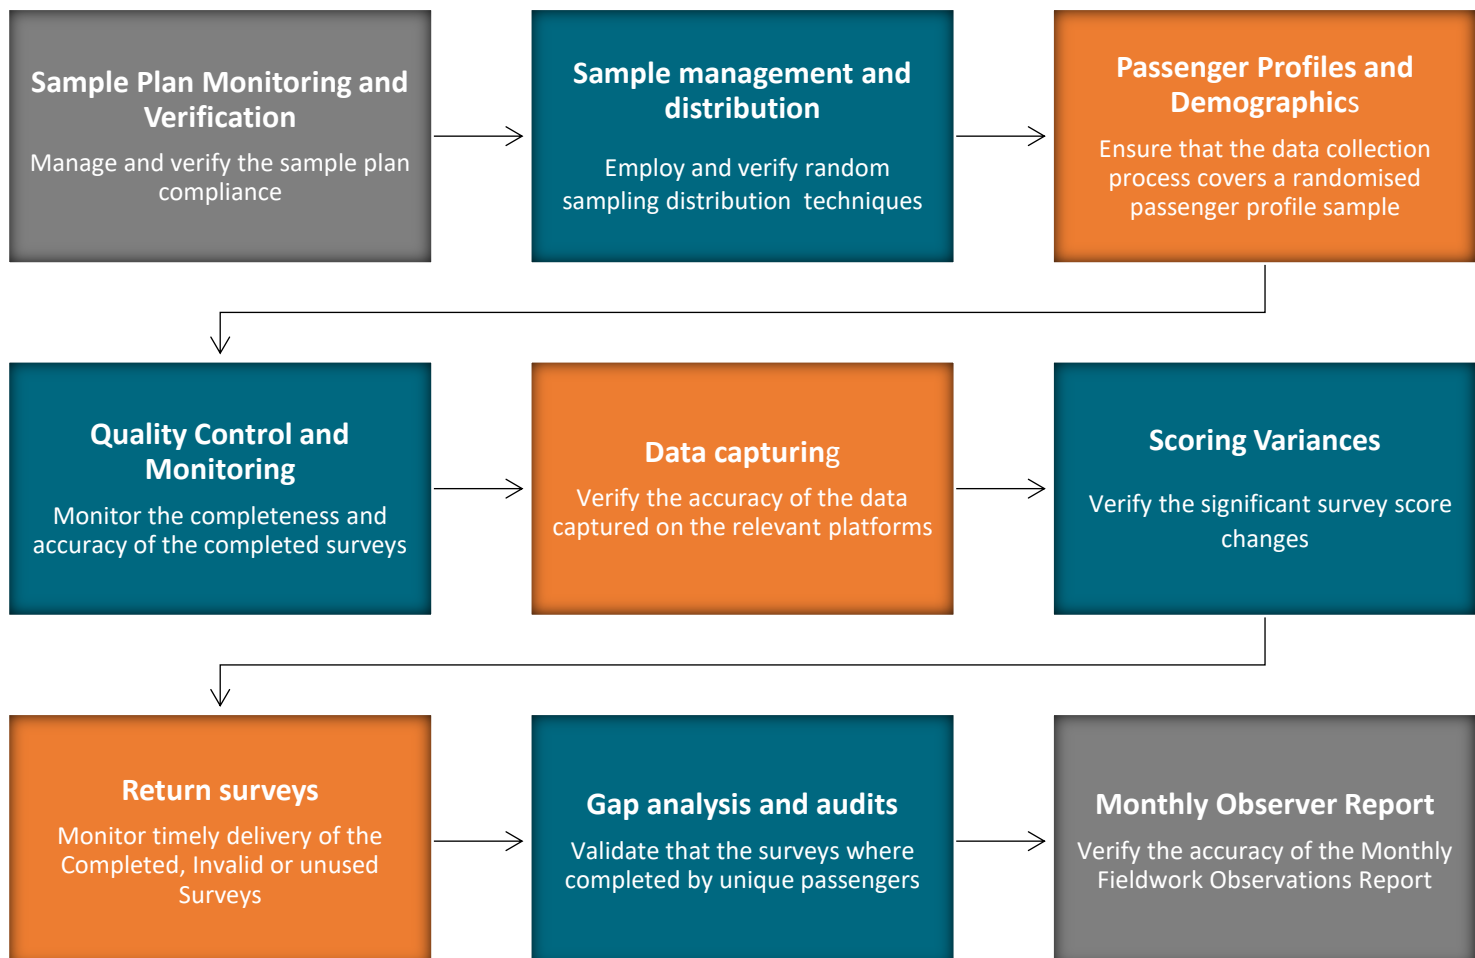 Sample Plan Monitoring and
Verification
Manage and verify the sample plan
compliance
Sample management and
distribution
Employ and verify random
sampling distribution techniques
Passenger Profiles and
Demographics
Ensure that the data collection
process covers a randomised
passenger profile sample
Quality Control and
Monitoring
Monitor the completeness and
accuracy of the completed surveys
Data capturing
Verify the accuracy of the data
captured on the relevant platforms
Scoring Variances
Verify the significant survey score
changes
Return surveys
Monitor timely delivery of the
Completed, Invalid or unused
Surveys
Gap analysis and audits
Validate that the surveys where
completed by unique passengers
Monthly Observer Report
Verify the accuracy of the Monthly
Fieldwork Observations Report